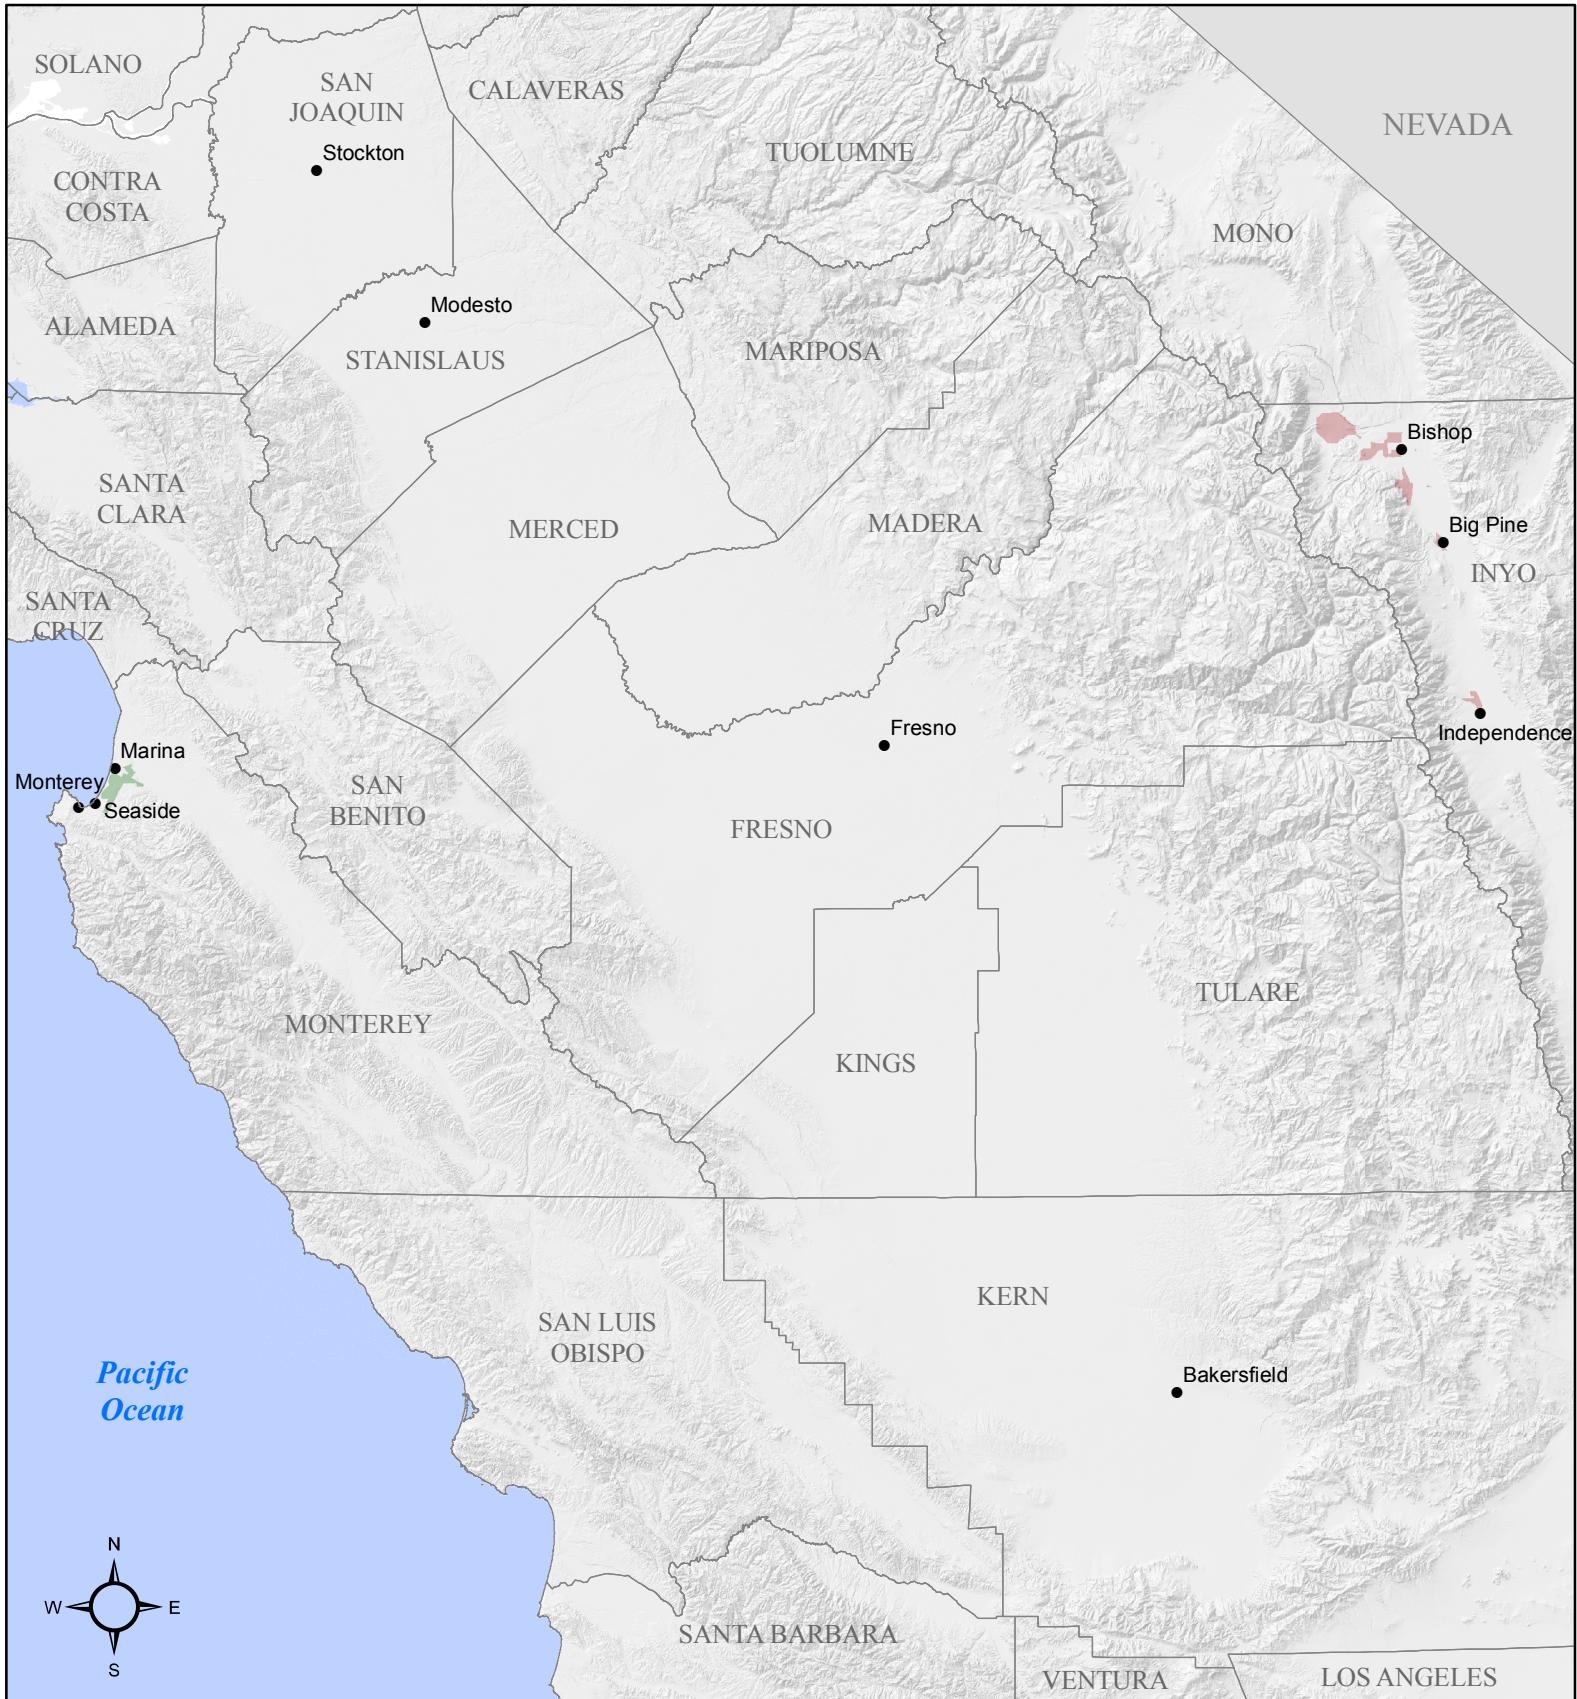 SOLANO
SAN
JOAQUIN
CALAVERAS
NEVADA
Stockton
TUOLUMNE
CONTRA
COSTA
MONO
Modesto
ALAMEDA
STANISLAUS
MARIPOSA
Bishop
SANTA
CLARA
MERCED
MADERA
Big Pine
INYO
SANTA
CRUZ
Fresno
Independence
Marina
Monterey
Seaside
SAN
BENITO
FRESNO
TULARE
MONTEREY
KINGS
KERN
SAN LUIS
OBISPO
Pacific
Ocean
Bakersfield
N
W
E
S
SANTA BARBARA
VENTURA
LOS ANGELES